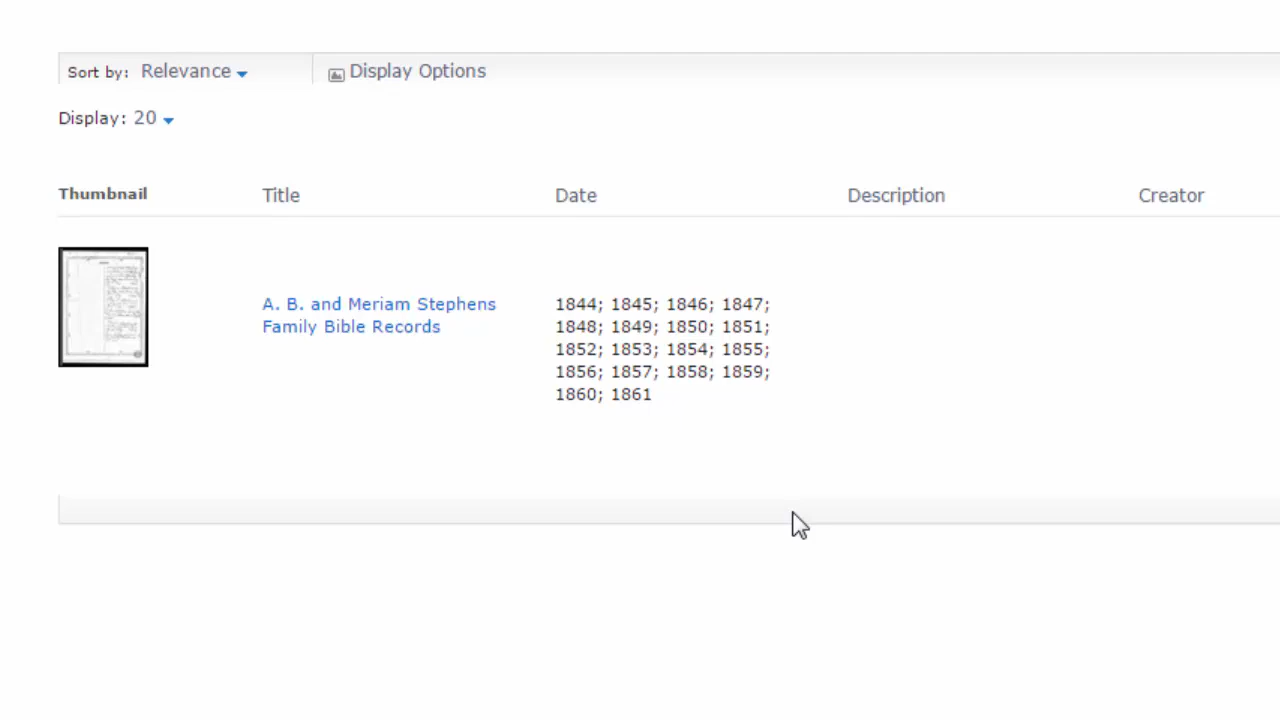 Sort by: Relevance Display Options
Display: 20
Thumbnail Title Date Description Creator
A. B. and Meriam Stephens
Family Bible Records
1844; 1845; 1846; 1847;
1848; 1849; 1850; 1851;
1852; 1853; 1854; 1855;
1856; 1857; 1858; 1859;
1860; 1861